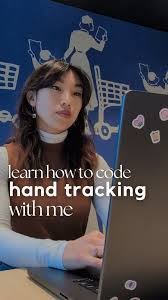 learn how to code
hand tracking
with me